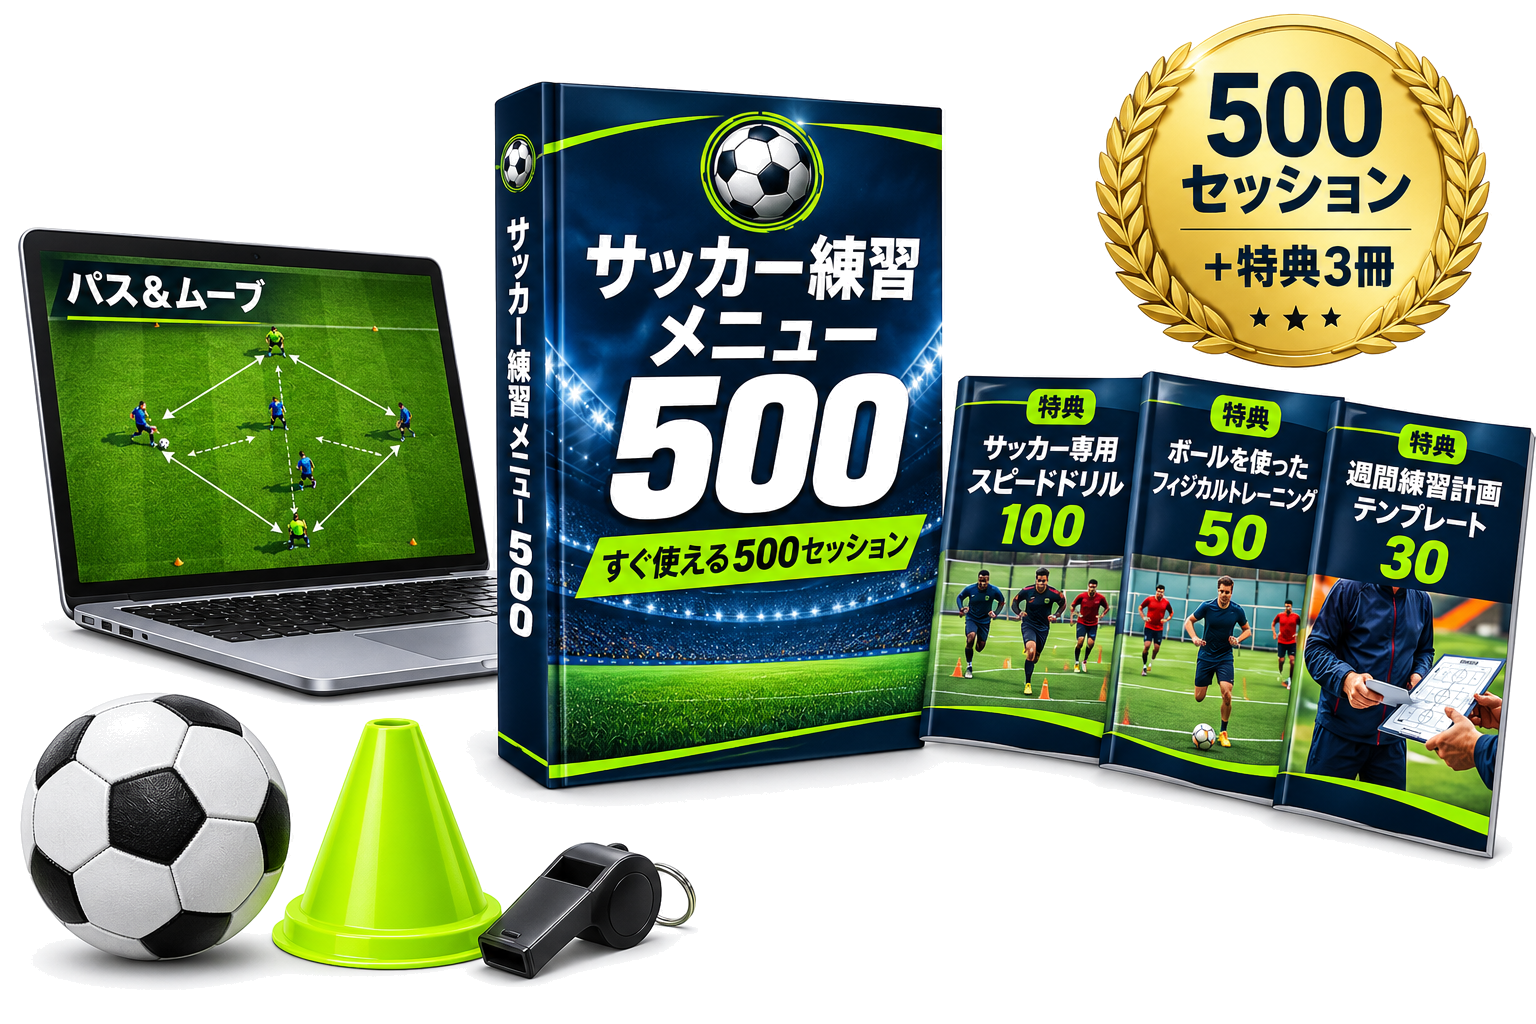 パス&ムーブ
サッカー練習メニュー 500
サッカー練習
メニュー
500
すぐ使える500セッション
500
セッション
+特典3冊
特典
サッカー専用
スピードドリル
100
特典
ボールを使った
フィジカルトレーニング
50
特典
週間練習計画
テンプレート
30